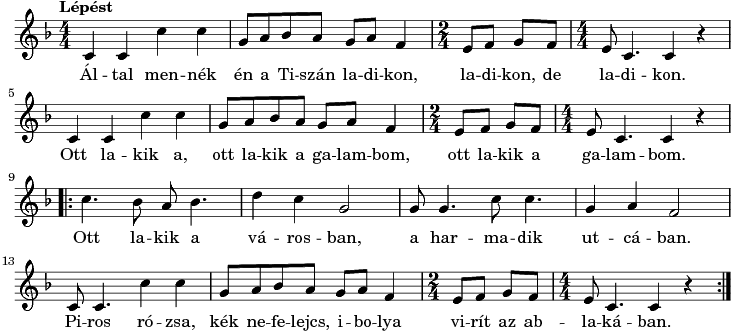 Lépést
Ál – tal men – nék én a Ti – szán la – di – kon, la – di – kon, de la – di – kon.
5
Ott la – kik a, ott la – kik a ga – lam – bom, ott la – kik a ga – lam – bom.
9
Ott la – kik a vá – ros – ban, a har – ma – dik ut – cá – ban.
13
Pi – ros ró – zsa, kék ne – fe – lejcs, i – bo – lya vi – rít az ab – la – ká – ban.